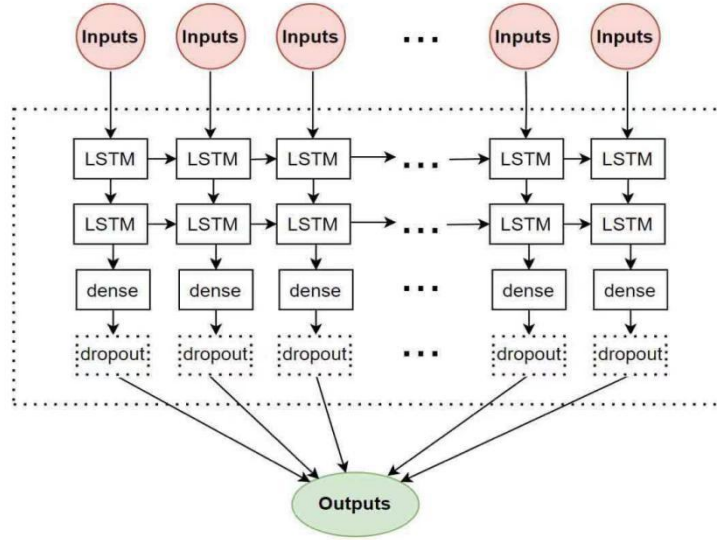 Inputs Inputs Inputs ... Inputs Inputs
LSTM LSTM LSTM ... LSTM LSTM
LSTM LSTM LSTM ... LSTM LSTM
dense dense dense ... dense dense
dropout dropout dropout ... dropout dropout
Outputs